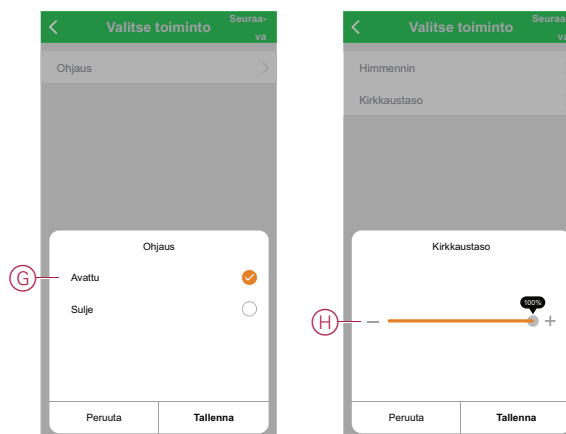 Valitse toiminto
Seuraa-
va
Ohjaus
Ohjaus
G
Avattu
Sulje
Peruuta
Tallenna
Valitse toiminto
Seuraa-
va
Himmennin
Kirkkaustaso
Kirkkaustaso
100%
H
Peruuta
Tallenna